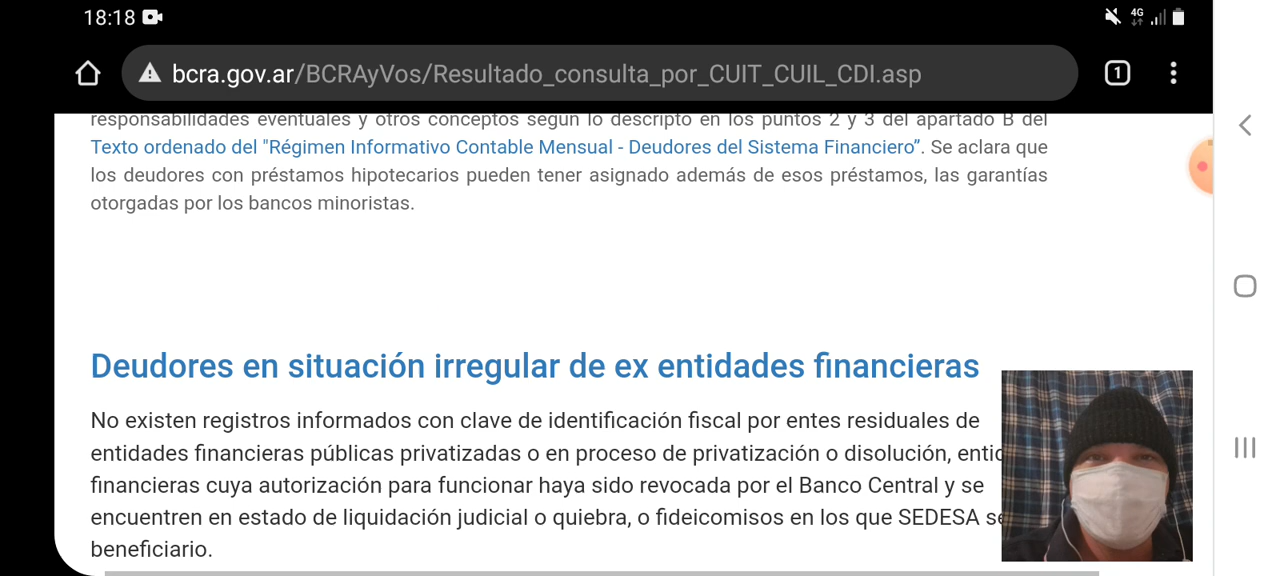 18:18
4G
bcra.gov.ar/BCRAyVos/Resultado_consulta_por_CUIT_CUIL_CDI.asp
1
responsabilidades eventuales y otros conceptos según lo descripto en los puntos 2 y 3 del apartado B del
Texto ordenado del "Régimen Informativo Contable Mensual - Deudores del Sistema Financiero”. Se aclara que
los deudores con préstamos hipotecarios pueden tener asignado además de esos préstamos, las garantías
otorgadas por los bancos minoristas.
Deudores en situación irregular de ex entidades financieras
No existen registros informados con clave de identificación fiscal por entes residuales de
entidades financieras públicas privatizadas o en proceso de privatización o disolución,
financieras cuya autorización para funcionar haya sido revocada por el Banco Central y se
encuentren en estado de liquidación judicial o quiebra, o fideicomisos en los que SEDESA
beneficiario.